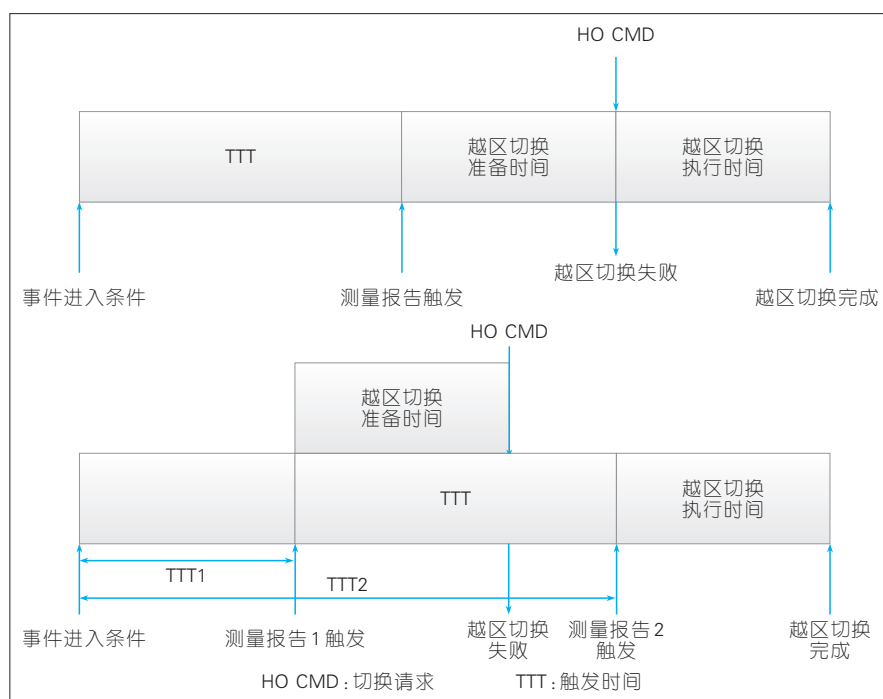 HO CMD
TTT
越区切换
准备时间
越区切换
执行时间
事件进入条件
测量报告触发
越区切换失败
越区切换完成
HO CMD
越区切换
准备时间
TTT
越区切换
执行时间
TTT1
TTT2
事件进入条件
测量报告1触发
越区切换
失败
测量报告2
触发
越区切换
完成
HO CMD:切换请求 TTT:触发时间